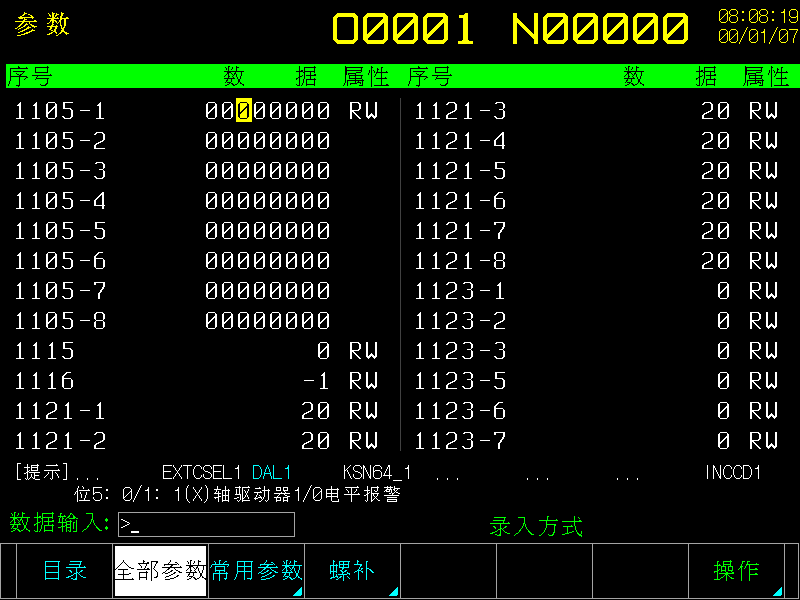 参数 O0001 N00000 08:08:19
00/01/07
序号 数 据 属性 序号 数 据 属性
1105-1 00000000 RW 1121-3 20 RW
1105-2 00000000 1121-4 20 RW
1105-3 00000000 1121-5 20 RW
1105-4 00000000 1121-6 20 RW
1105-5 00000000 1121-7 20 RW
1105-6 00000000 1121-8 20 RW
1105-7 00000000 1123-1 0 RW
1105-8 00000000 1123-2 0 RW
1115 0 RW 1123-3 0 RW
1116 -1 RW 1123-5 0 RW
1121-1 20 RW 1123-6 0 RW
1121-2 20 RW 1123-7 0 RW
[提示]... EXTCSEL1 DAL1 KSN64_1 ... ... ... INCCD1
位5: 0/1: 1(X)轴驱动器1/0电平报警
数据输入: >_ 录入方式
目录 全部参数 常用参数 螺补 操作